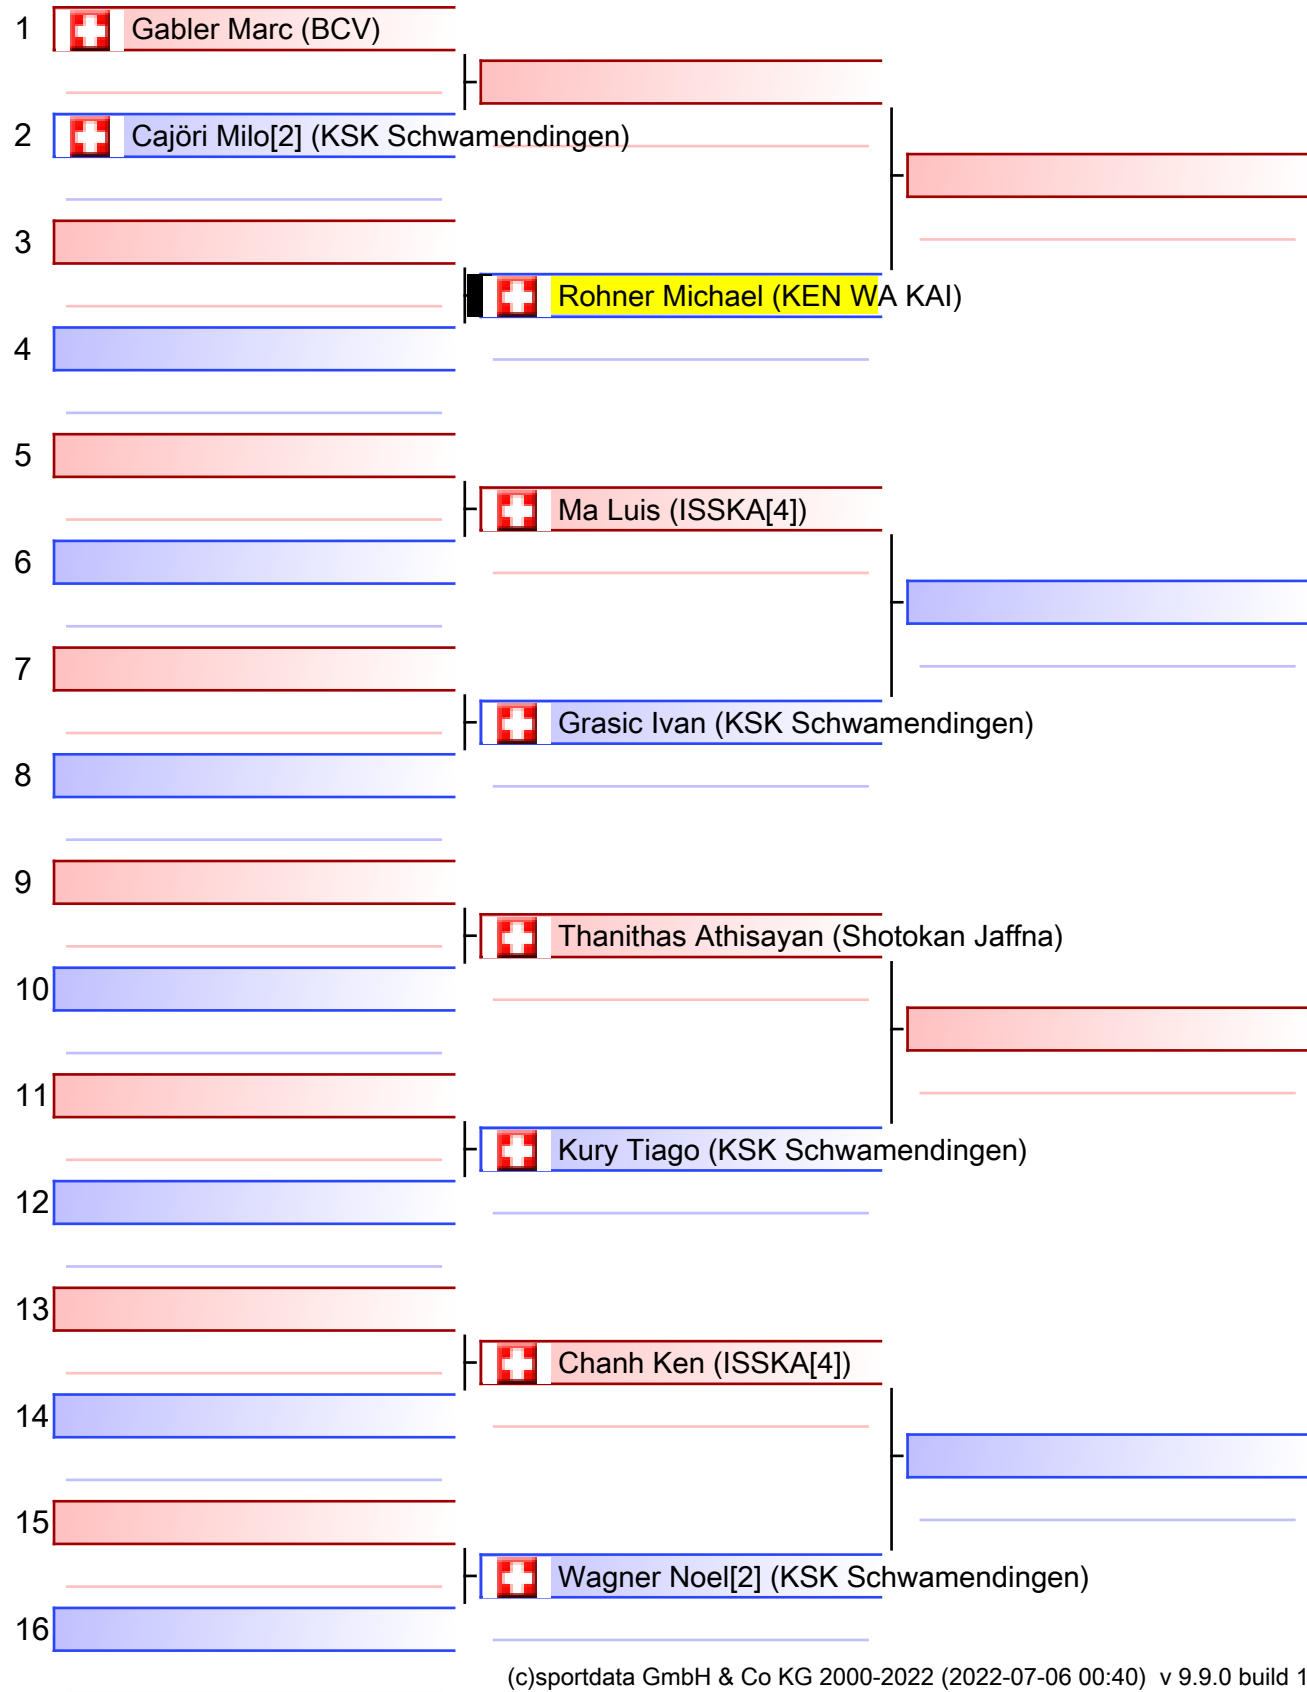 1 Gabler Marc (BCV)
2 Cajöri Milo[2] (KSK Schwamendingen)
3
Rohner Michael (KEN WA KAI)
4
5
Ma Luis (ISSKA[4])
6
7
Grasic Ivan (KSK Schwamendingen)
8
9
Thanithas Athisayan (Shotokan Jaffna)
10
11
Kury Tiago (KSK Schwamendingen)
12
13
Chanh Ken (ISSKA[4])
14
15
Wagner Noel[2] (KSK Schwamendingen)
16
(c)sportdata GmbH & Co KG 2000-2022 (2022-07-06 00:40) v 9.9.0 build 1